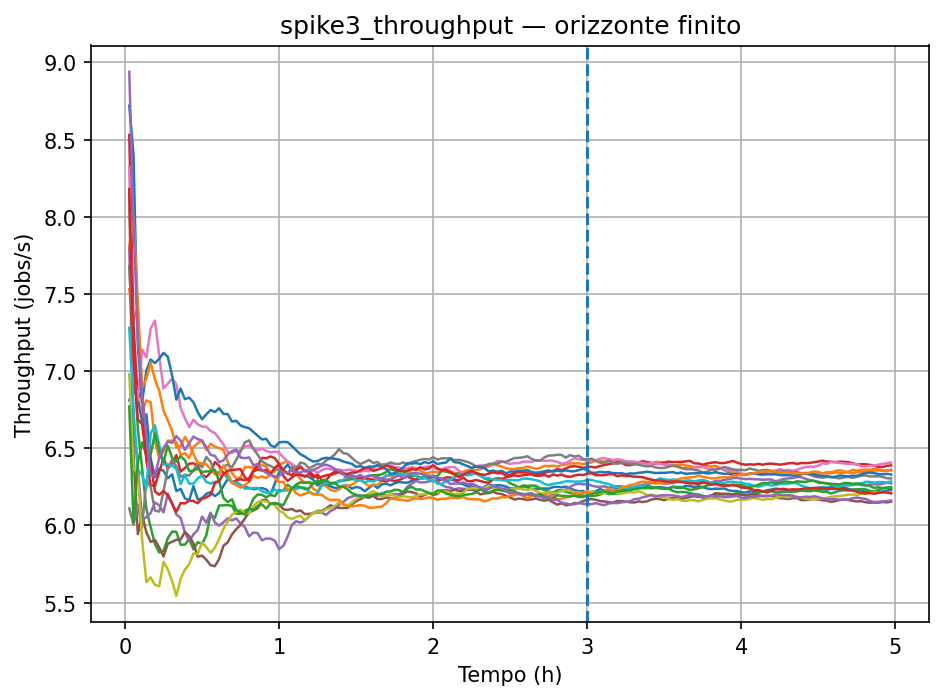 spike3_throughput — orizzonte finito
9.0
8.5
8.0
7.5
7.0
6.5
6.0
5.5
Throughput (jobs/s)
0 1 2 3 4 5
Tempo (h)